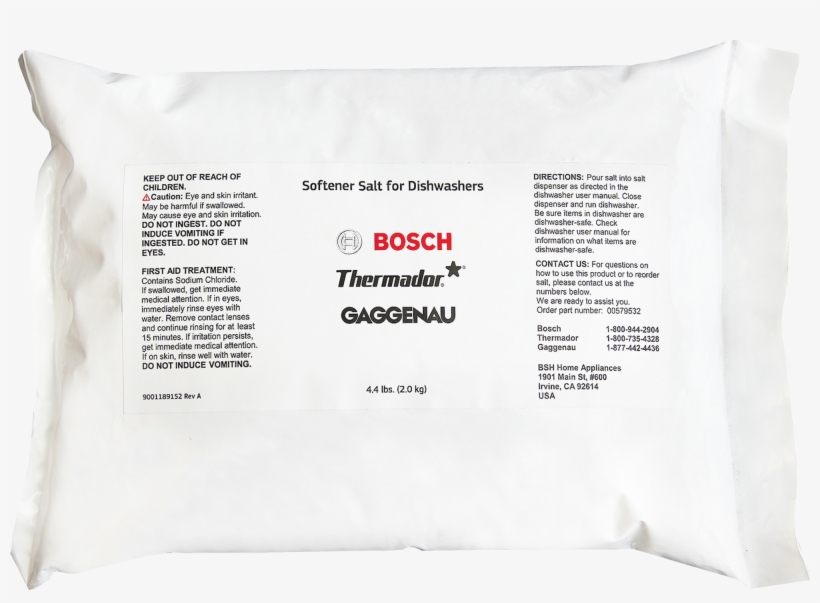 KEEP OUT OF REACH OF
CHILDREN.
Caution: Eye and skin irritant.
May be harmful if swallowed.
May cause eye and skin irritation.
DO NOT INGEST. DO NOT
INDUCE VOMITING IF
INGESTED. DO NOT GET IN
EYES.
FIRST AID TREATMENT:
Contains Sodium Chloride.
If swallowed, get immediate
medical attention. If in eyes,
immediately rinse eyes with
water. Remove contact lenses
and continue rinsing for at least
15 minutes. If irritation persists,
get immediate medical attention.
If on skin, rinse well with water.
DO NOT INDUCE VOMITING.
9001189152 Rev A
Softener Salt for Dishwashers
BOSCH
Thermador®
GAGGENAU
4.4 lbs. (2.0 kg)
DIRECTIONS: Pour salt into salt
dispenser as directed in the
dishwasher user manual. Close
dispenser and run dishwasher.
Be sure items in dishwasher are
dishwasher-safe. Check
dishwasher user manual for
information on what items are
dishwasher-safe.
CONTACT US: For questions on
how to use this product or to reorder
salt, please contact us at the
numbers below.
We are ready to assist you.
Order part number: 00579532
Bosch 1-800-944-2904
Thermador 1-800-735-4328
Gaggenau 1-877-442-4436
BSH Home Appliances
1901 Main St, #600
Irvine, CA 92614
USA